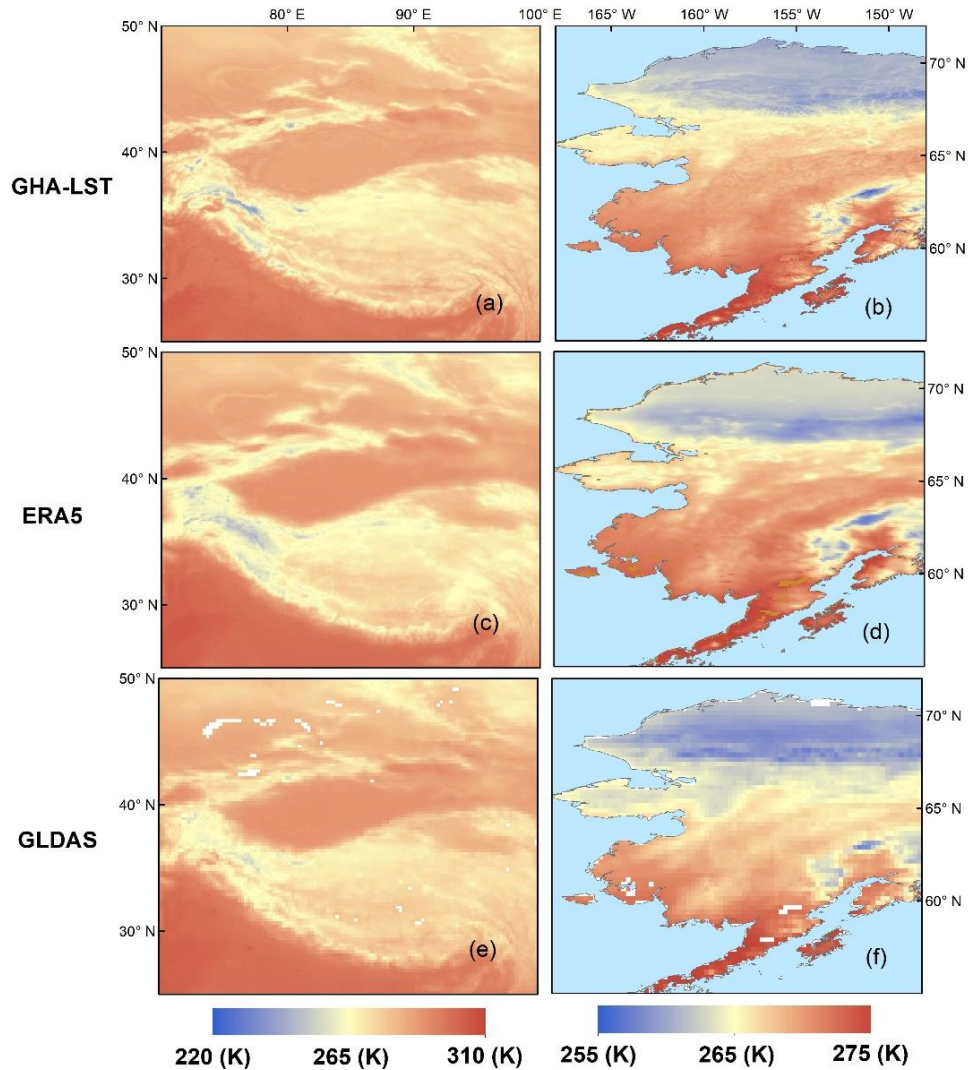 80° E 90° E 100° E 165° W 160° W 155° W 150° W
50° N
70° N
40° N
GHA-LST
65° N
30° N
60° N
(a)
(b)
50° N
70° N
40° N
ERA5
65° N
30° N
60° N
(c)
(d)
50° N
70° N
40° N
GLDAS
65° N
30° N
60° N
(e)
(f)
220 (K) 265 (K) 310 (K) 255 (K) 265 (K) 275 (K)